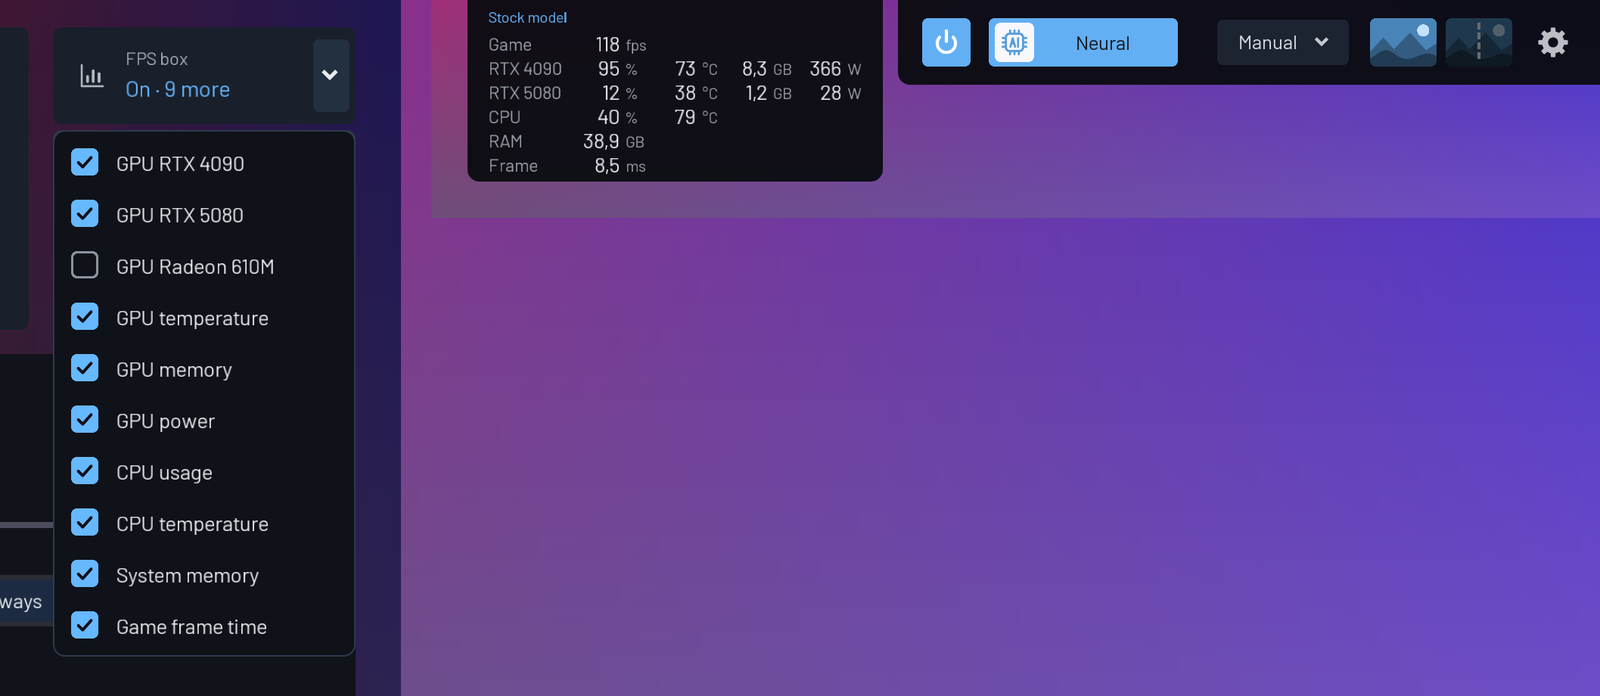 FPS box
On · 9 more
GPU RTX 4090
GPU RTX 5080
GPU Radeon 610M
GPU temperature
GPU memory
GPU power
CPU usage
CPU temperature
System memory
Game frame time
ways
Stock model
Game 118 fps
RTX 4090 95 % 73 °C 8,3 GB 366 W
RTX 5080 12 % 38 °C 1,2 GB 28 W
CPU 40 % 79 °C
RAM 38,9 GB
Frame 8,5 ms
AI Neural
Manual